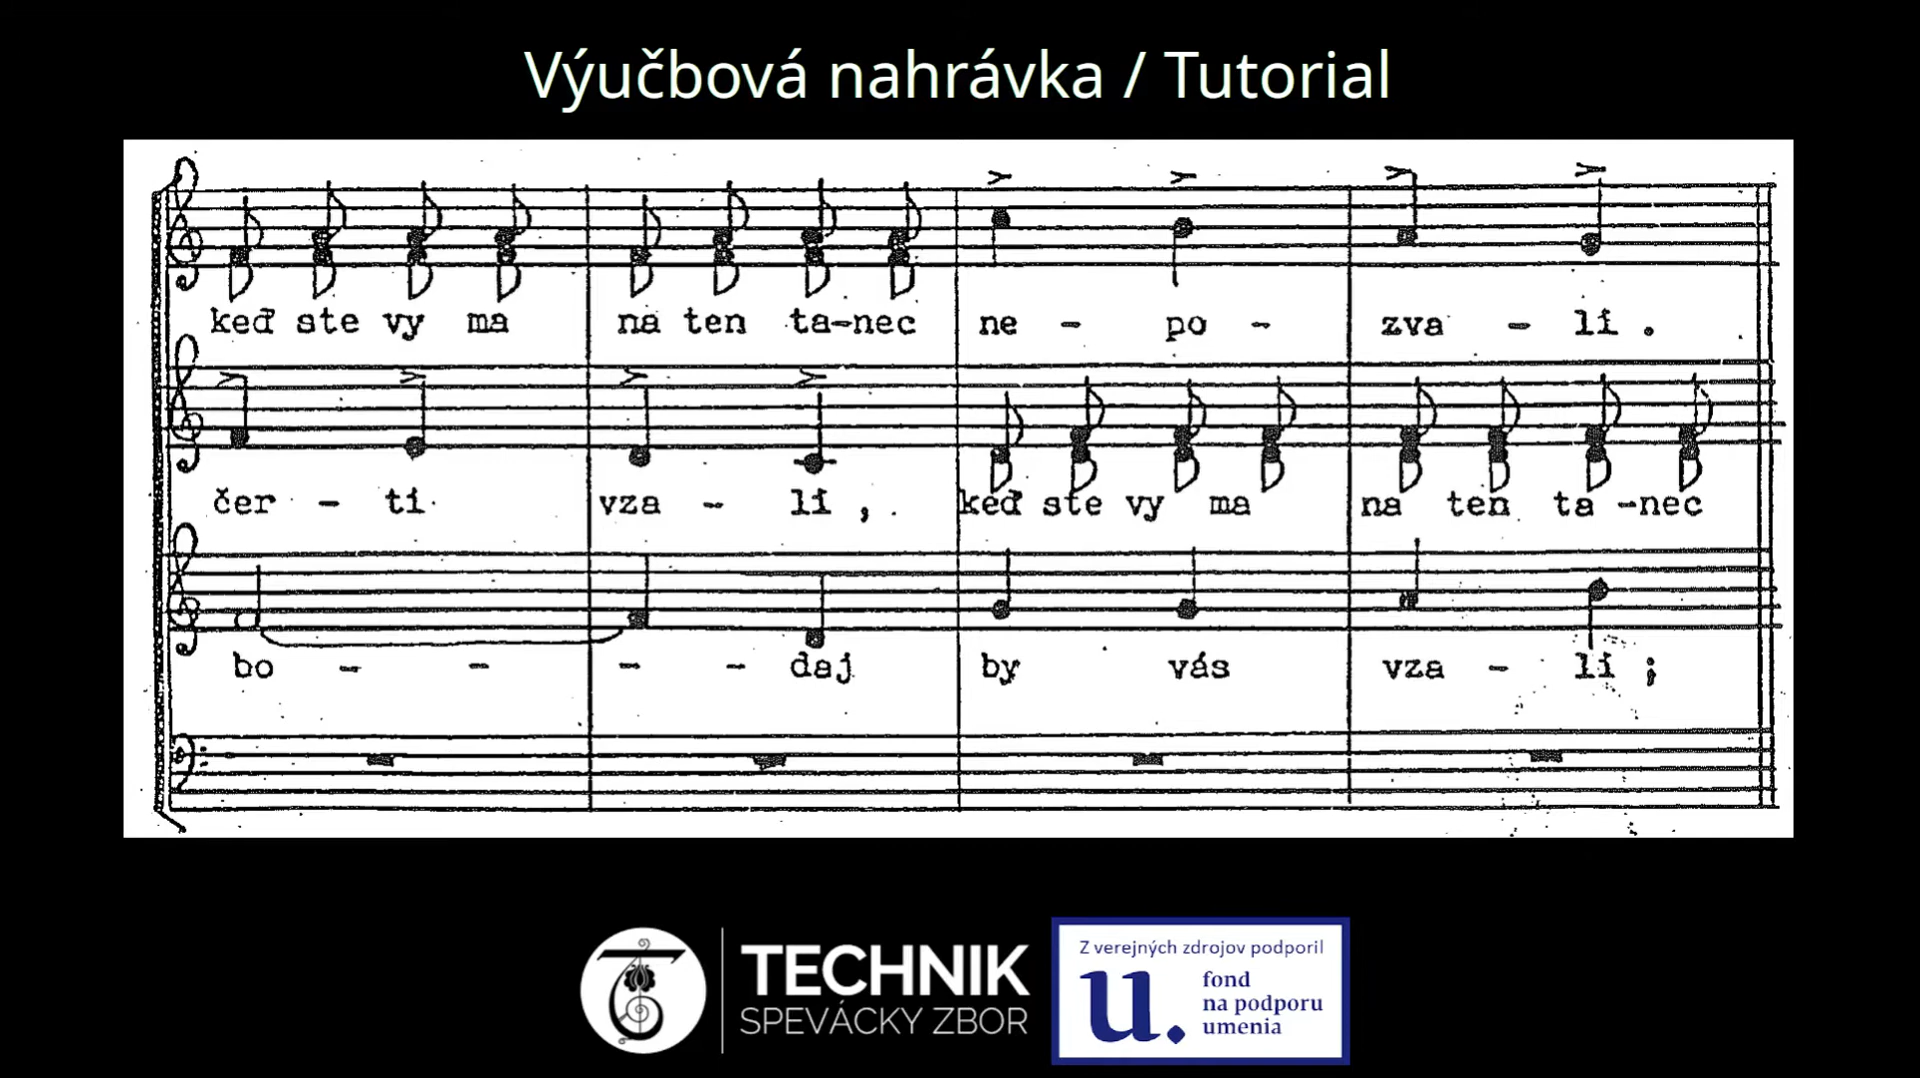 Výučbová nahrávka / Tutorial
keď ste vy ma na ten ta-nec ne - po - zva - li .
čer - ti vza - li , keď ste vy ma na ten ta -nec
bo - - - - daj by vás vza - li ;
TECHNIK
SPEVÁCKY ZBOR
Z verejných zdrojov podporil
u.
fond
na podporu
umenia